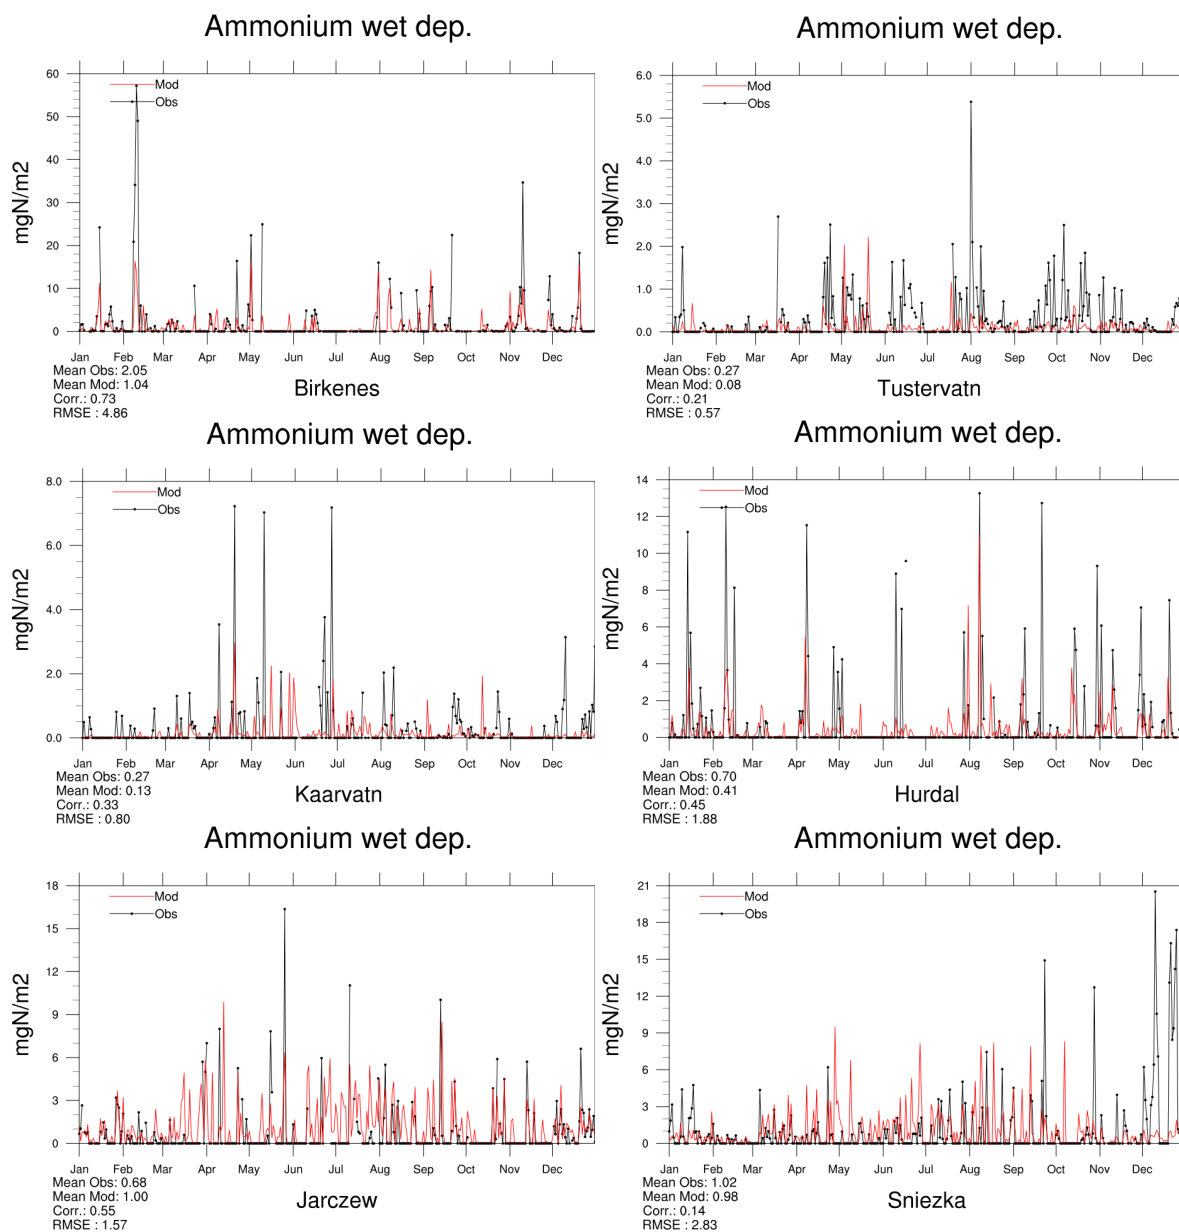 Ammonium wet dep.
mgN/m2
60
50
40
30
20
10
0
Mod
Obs
Jan Feb Mar Apr May Jun Jul Aug Sep Oct Nov Dec
Mean Obs: 2.05
Mean Mod: 1.04
Corr.: 0.73
RMSE : 4.86
Birkenes
Ammonium wet dep.
mgN/m2
6.0
5.0
4.0
3.0
2.0
1.0
0.0
Mod
Obs
Jan Feb Mar Apr May Jun Jul Aug Sep Oct Nov Dec
Mean Obs: 0.27
Mean Mod: 0.08
Corr.: 0.21
RMSE : 0.57
Tustervatn
Ammonium wet dep.
mgN/m2
8.0
6.0
4.0
2.0
0.0
Mod
Obs
Jan Feb Mar Apr May Jun Jul Aug Sep Oct Nov Dec
Mean Obs: 0.27
Mean Mod: 0.13
Corr.: 0.33
RMSE : 0.80
Kaarvatn
Ammonium wet dep.
mgN/m2
14
12
10
8
6
4
2
0
Mod
Obs
Jan Feb Mar Apr May Jun Jul Aug Sep Oct Nov Dec
Mean Obs: 0.70
Mean Mod: 0.41
Corr.: 0.45
RMSE : 1.88
Hurdal
Ammonium wet dep.
mgN/m2
18
15
12
9
6
3
0
Mod
Obs
Jan Feb Mar Apr May Jun Jul Aug Sep Oct Nov Dec
Mean Obs: 0.68
Mean Mod: 1.00
Corr.: 0.55
RMSE : 1.57
Jarczew
Ammonium wet dep.
mgN/m2
21
18
15
12
9
6
3
0
Mod
Obs
Jan Feb Mar Apr May Jun Jul Aug Sep Oct Nov Dec
Mean Obs: 1.02
Mean Mod: 0.98
Corr.: 0.14
RMSE : 2.83
Sniezka